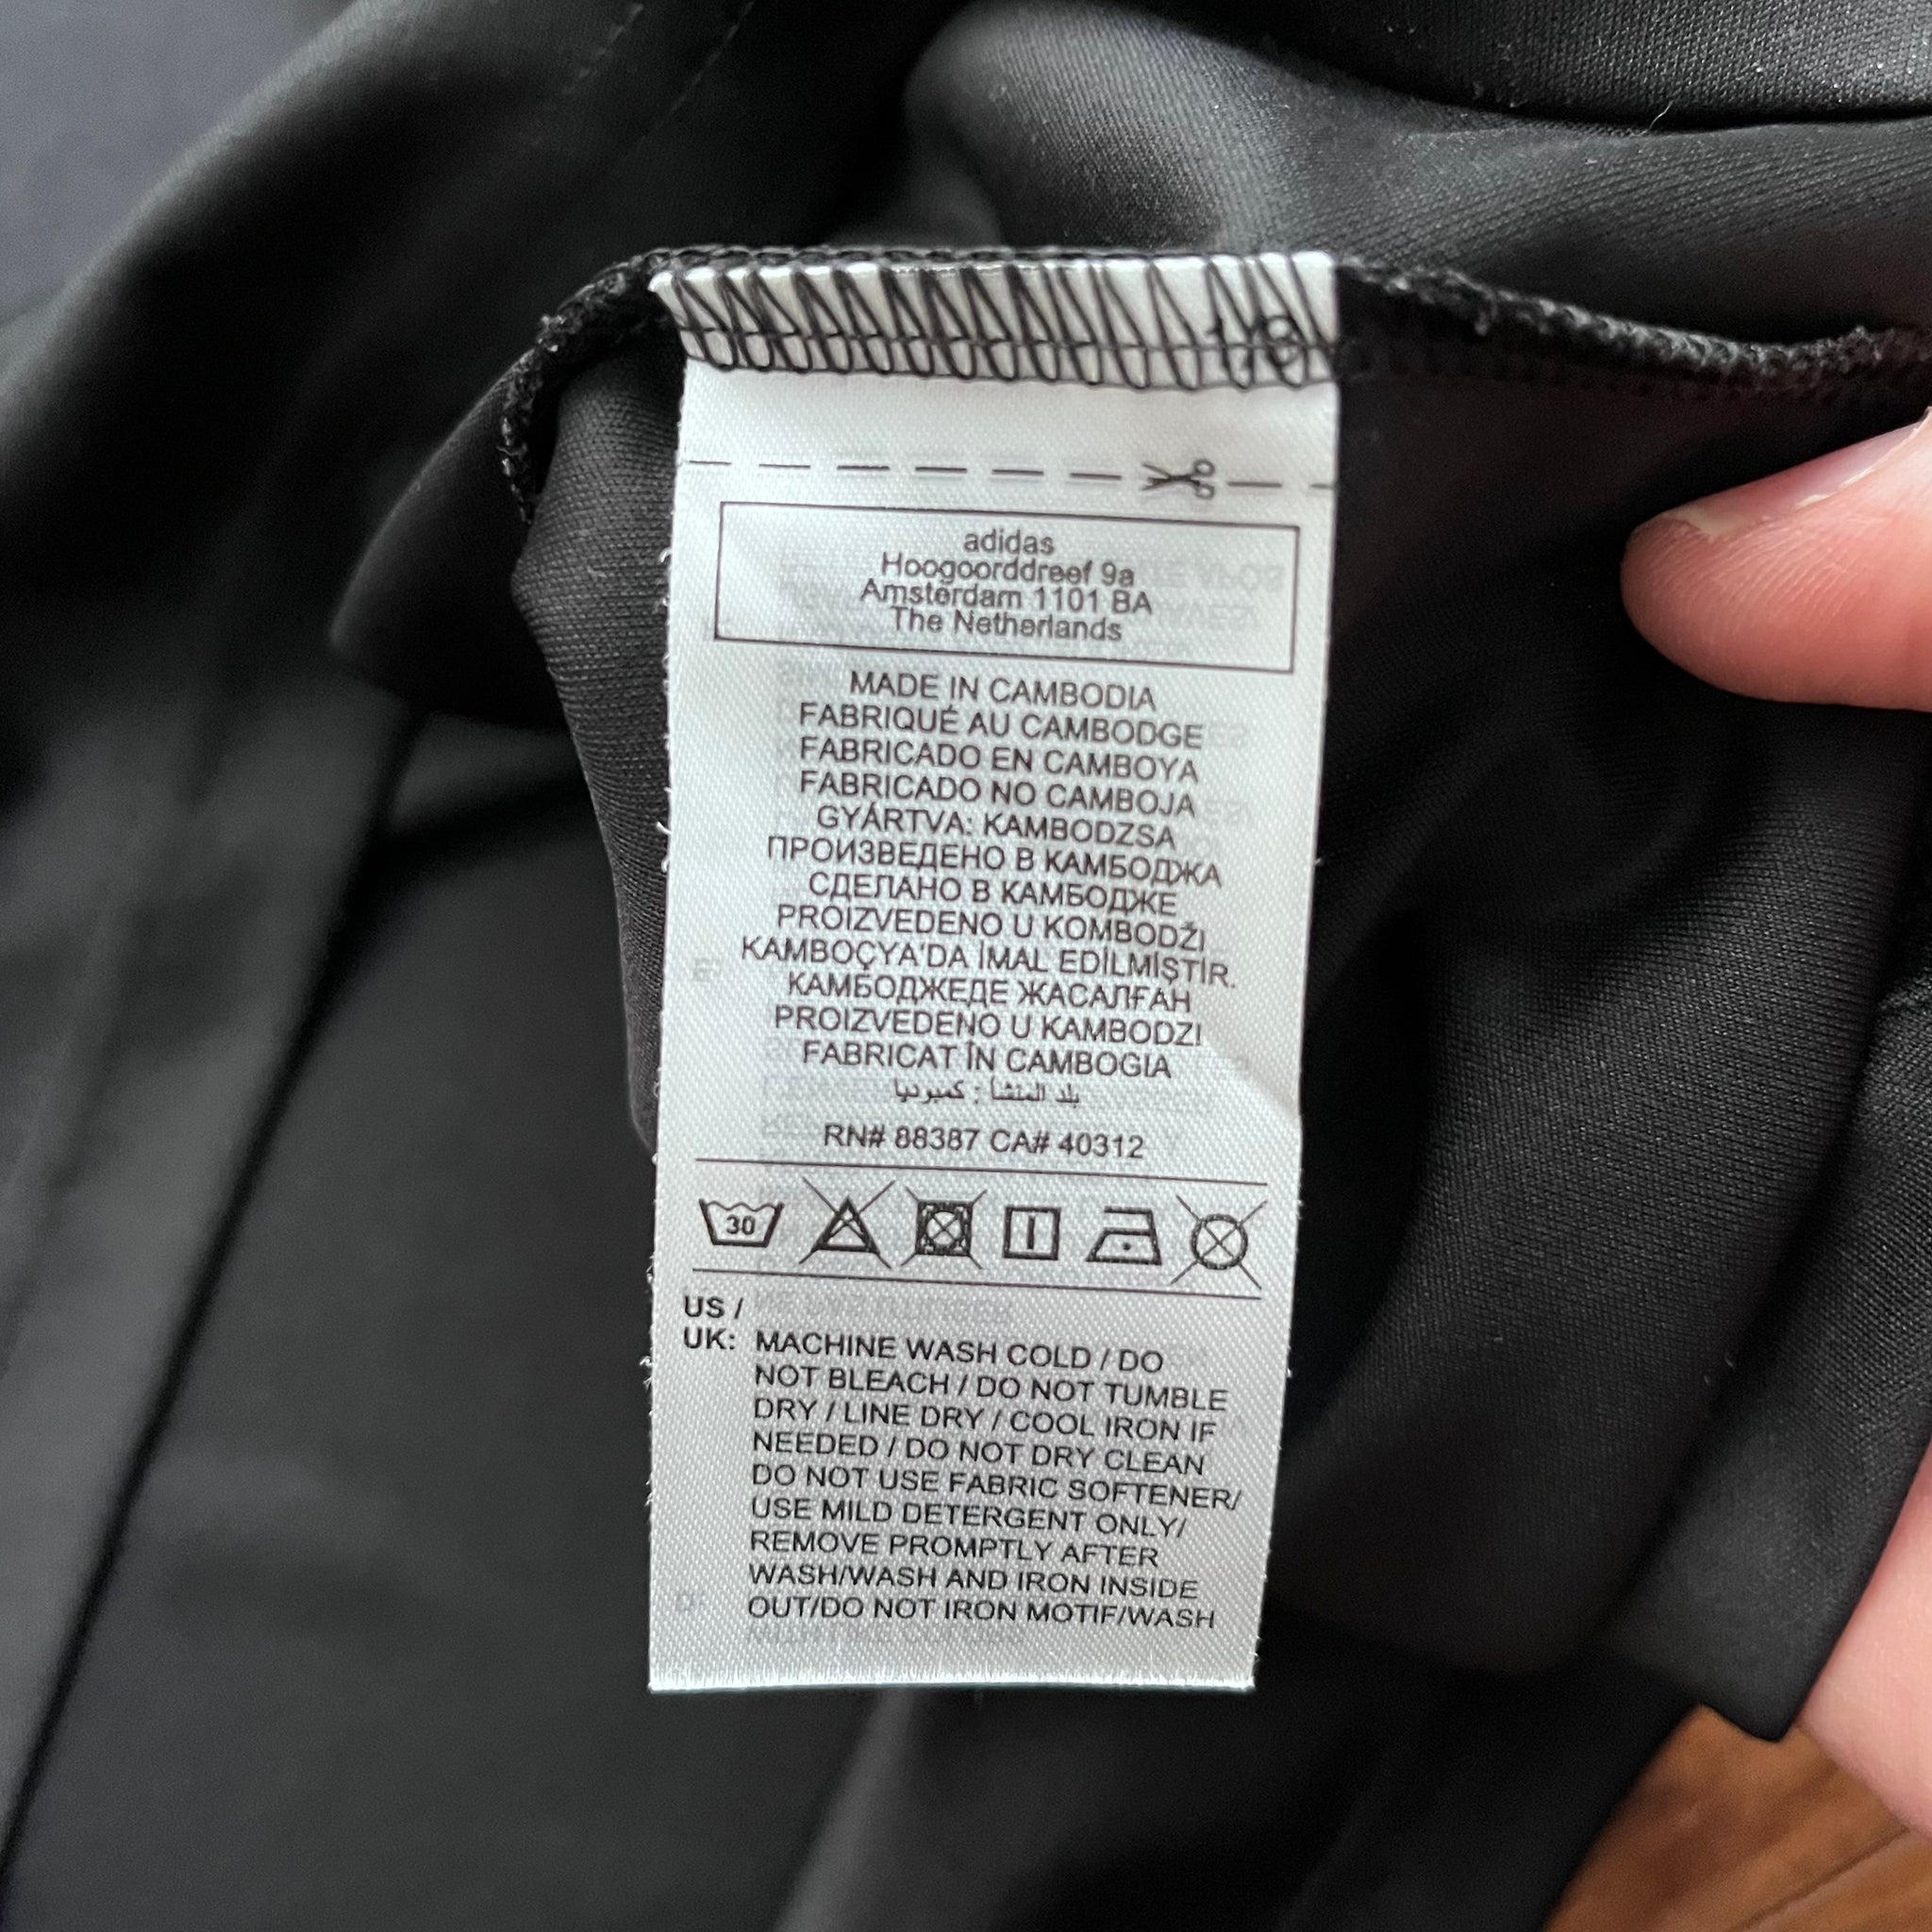 1/8
adidas
Hoogoorddreef 9a
Amsterdam 1101 BA
The Netherlands
MADE IN CAMBODIA
FABRIQUÉ AU CAMBODGE
FABRICADO EN CAMBOYA
FABRICADO NO CAMBOJA
GYÁRTVA: KAMBODZSA
ПРОИЗВЕДЕНО В КАМБОДЖА
СДЕЛАНО В КАМБОДЖЕ
PROIZVEDENO U KOMBODŽI
KAMBOÇYA'DA İMAL EDİLMİŞTİR.
КАМБОДЖЕДЕ ЖАСАЛҒАН
PROIZVEDENO U KAMBODZI
FABRICAT ÎN CAMBOGIA
بلد المنشأ : كمبوديا
RN# 88387 CA# 40312
30
US /
UK: MACHINE WASH COLD / DO
NOT BLEACH / DO NOT TUMBLE
DRY / LINE DRY / COOL IRON IF
NEEDED / DO NOT DRY CLEAN
DO NOT USE FABRIC SOFTENER/
USE MILD DETERGENT ONLY/
REMOVE PROMPTLY AFTER
WASH/WASH AND IRON INSIDE
OUT/DO NOT IRON MOTIF/WASH